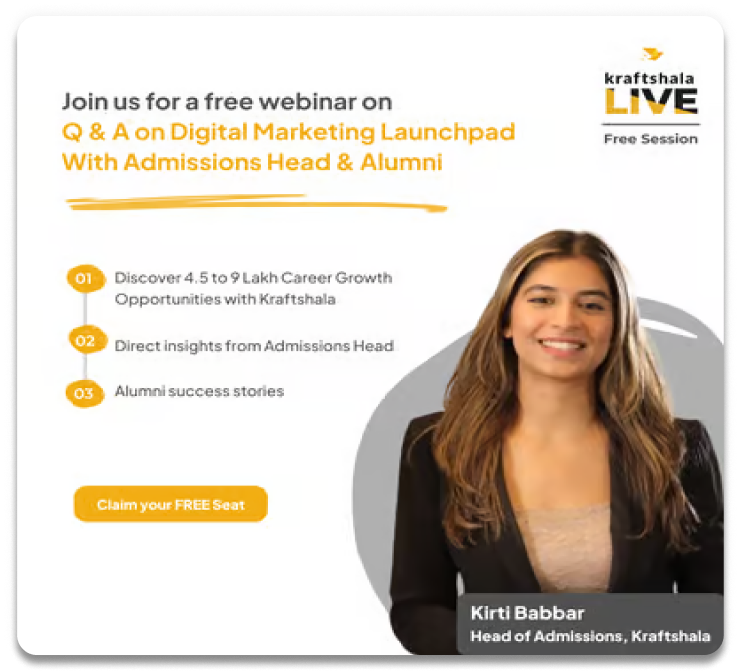 kraftshala
LIVE
Free Session
Join us for a free webinar on
Q & A on Digital Marketing Launchpad
With Admissions Head & Alumni
01
Discover 4.5 to 9 Lakh Career Growth
Opportunities with Kraftshala
02
Direct insights from Admissions Head
03
Alumni success stories
Claim your FREE Seat
Kirti Babbar
Head of Admissions, Kraftshala